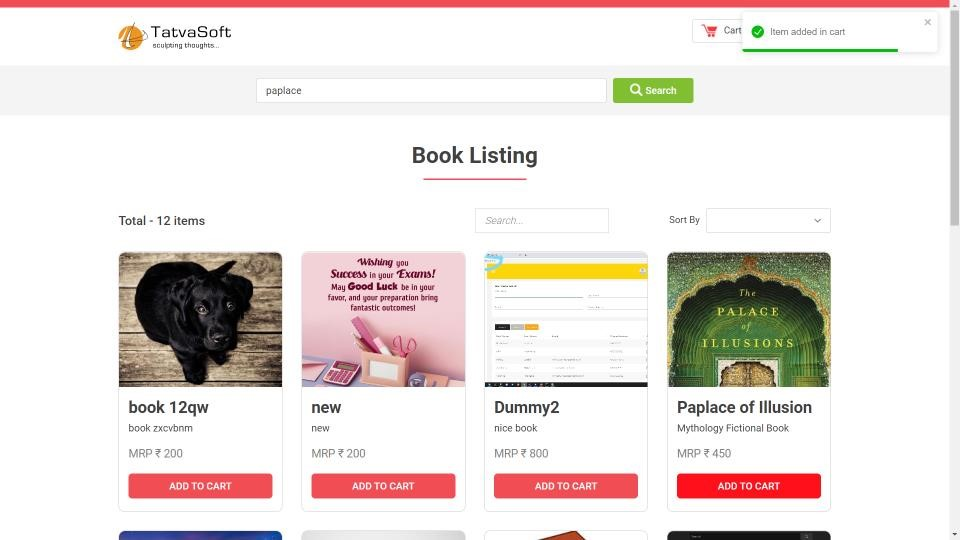 TatvaSoft
sculpting thoughts...
Cart
Item added in cart
paplace
Search
Book Listing
Total - 12 items
Search...
Sort By
Wishing you
Success in your Exams!
May Good Luck be in your
favor, and your preparation bring
fantastic outcomes!
The
PALACE
of
ILLUSIONS
book 12qw
new
Dummy2
Paplace of Illusion
book zxcvbnm
new
nice book
Mythology Fictional Book
MRP ₹ 200
MRP ₹ 200
MRP ₹ 800
MRP ₹ 450
ADD TO CART
ADD TO CART
ADD TO CART
ADD TO CART